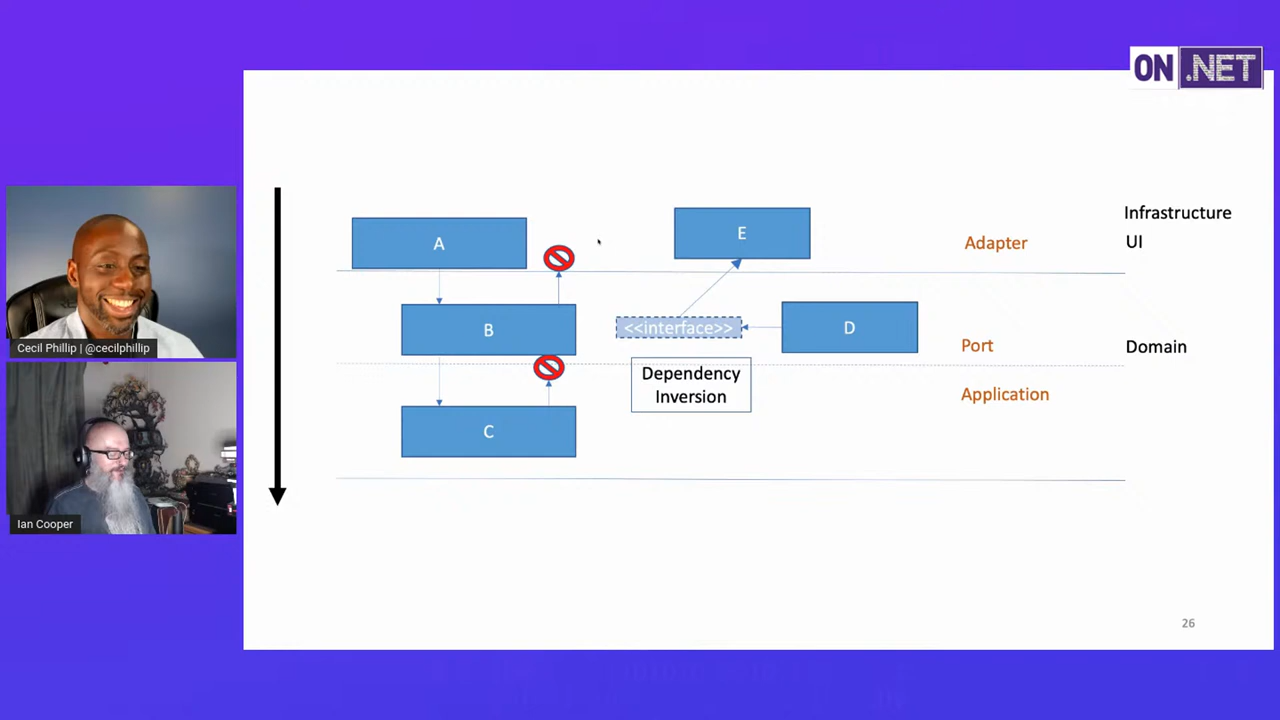 ON .NET
A
E
Adapter
Infrastructure
UI
B
<<interface>>
D
Port
Domain
Dependency
Inversion
Application
C
Cecil Phillip | @cecilphillip
Ian Cooper
26